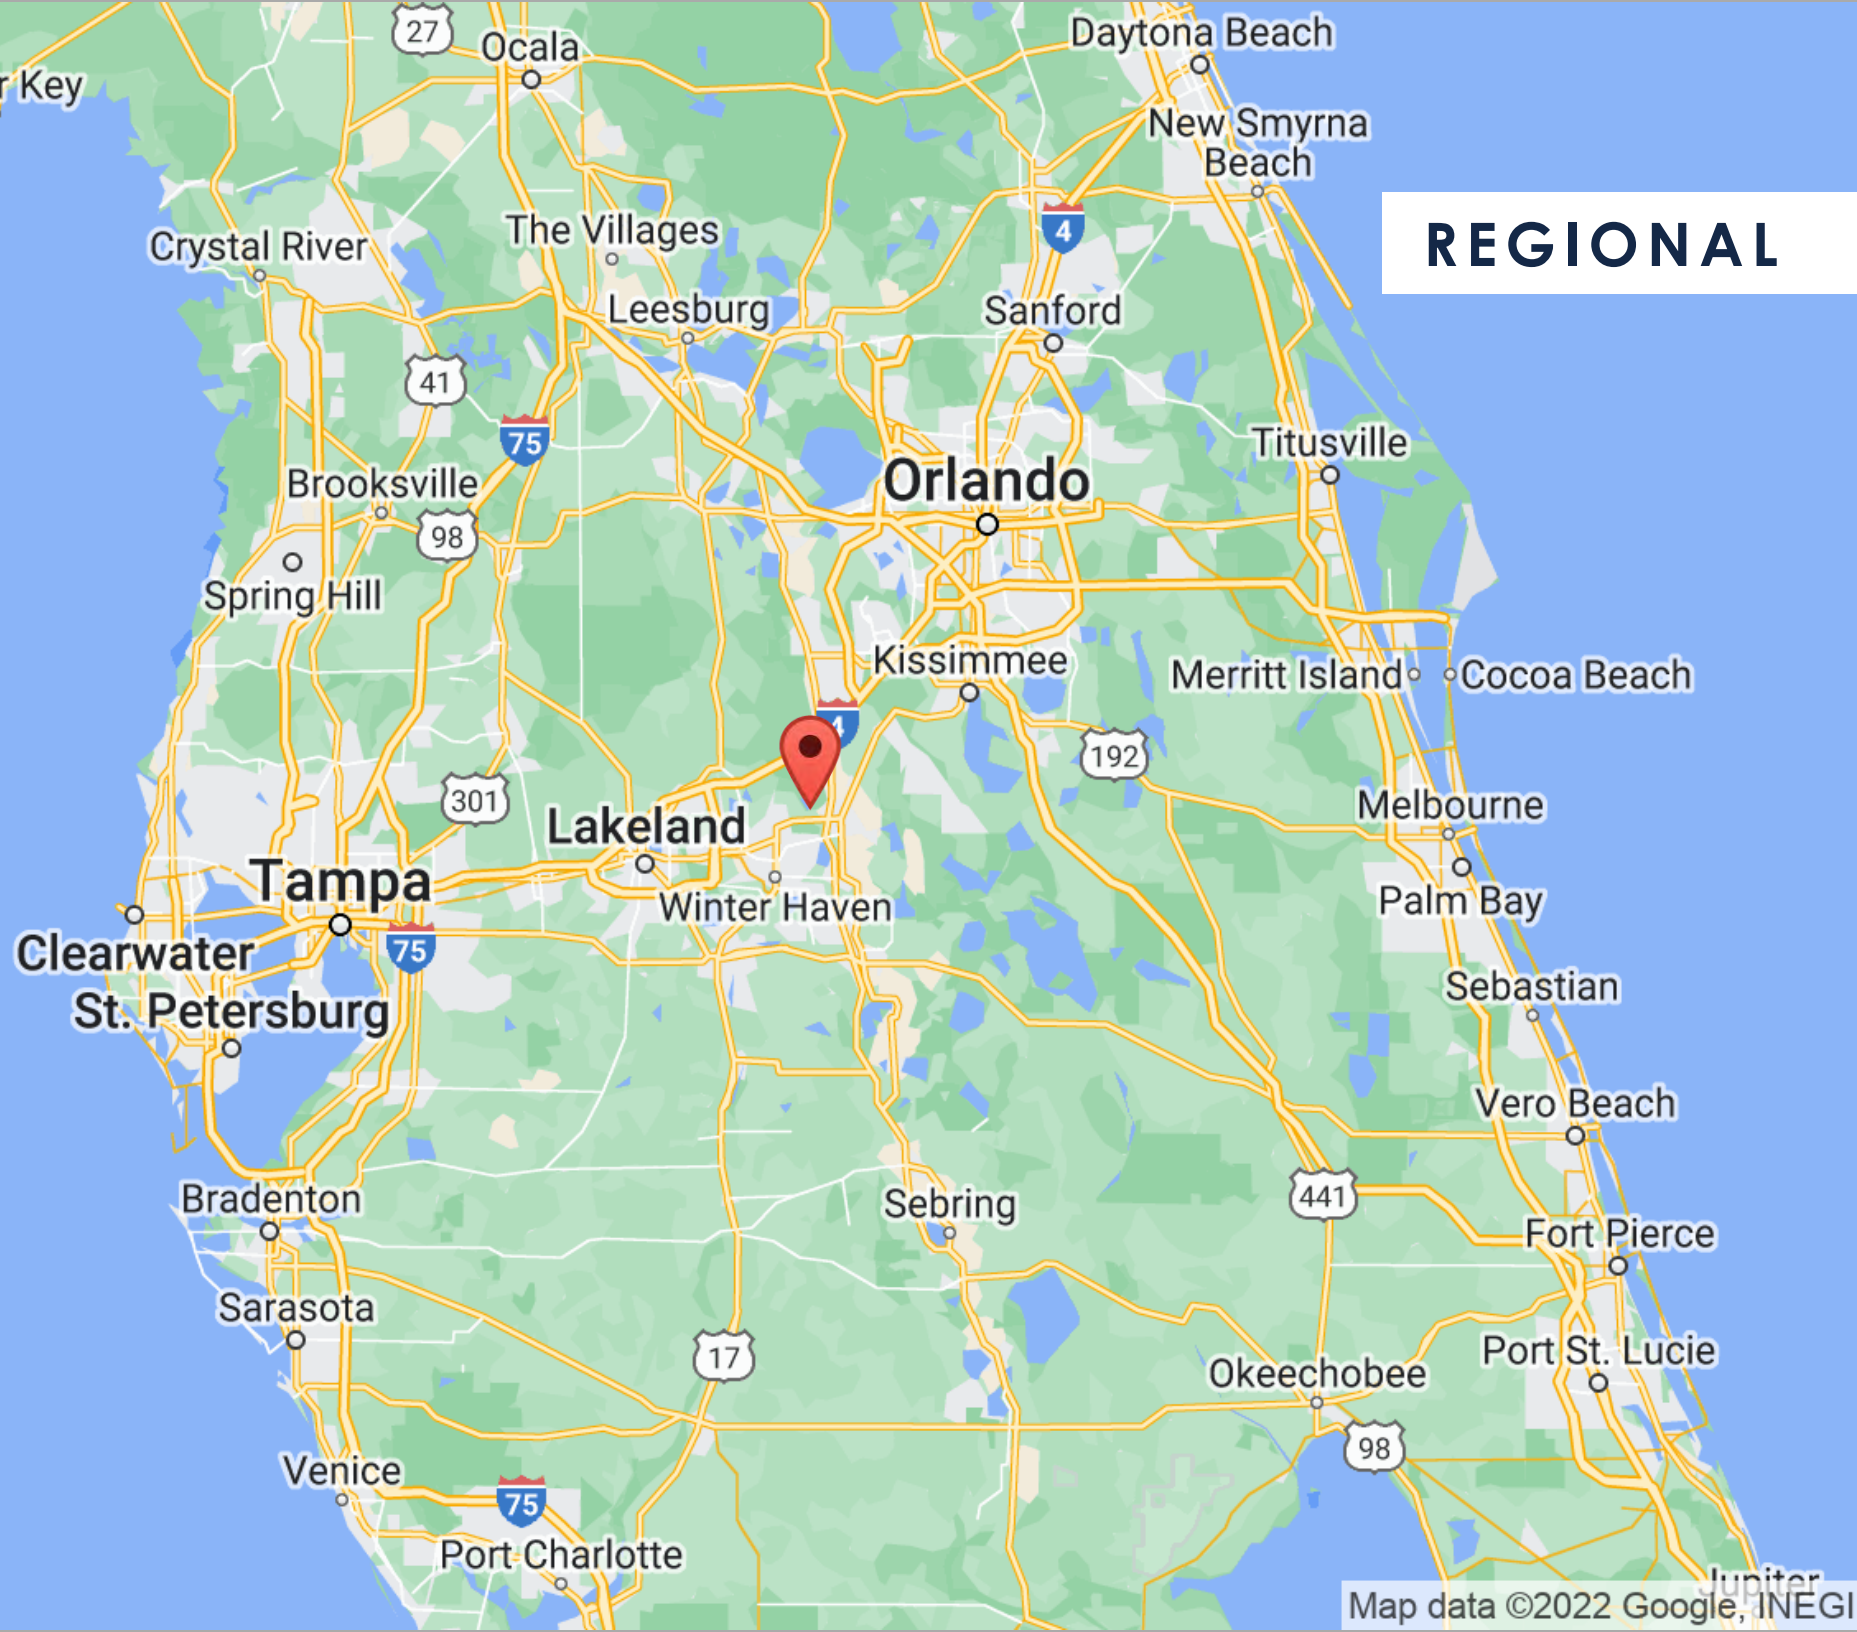 27
Ocala
Daytona Beach
r Key
New Smyrna
Beach
Crystal River
The Villages
4
REGIONAL
Leesburg
Sanford
41
75
Titusville
Brooksville
Orlando
98
Spring Hill
Kissimmee
Merritt Island
Cocoa Beach
4
192
301
Lakeland
Melbourne
Tampa
Winter Haven
Palm Bay
Clearwater
75
St. Petersburg
Sebastian
Vero Beach
Bradenton
Sebring
441
Fort Pierce
Sarasota
17
Port St. Lucie
Okeechobee
98
Venice
75
Port Charlotte
Jupiter
Map data ©2022 Google, INEGI